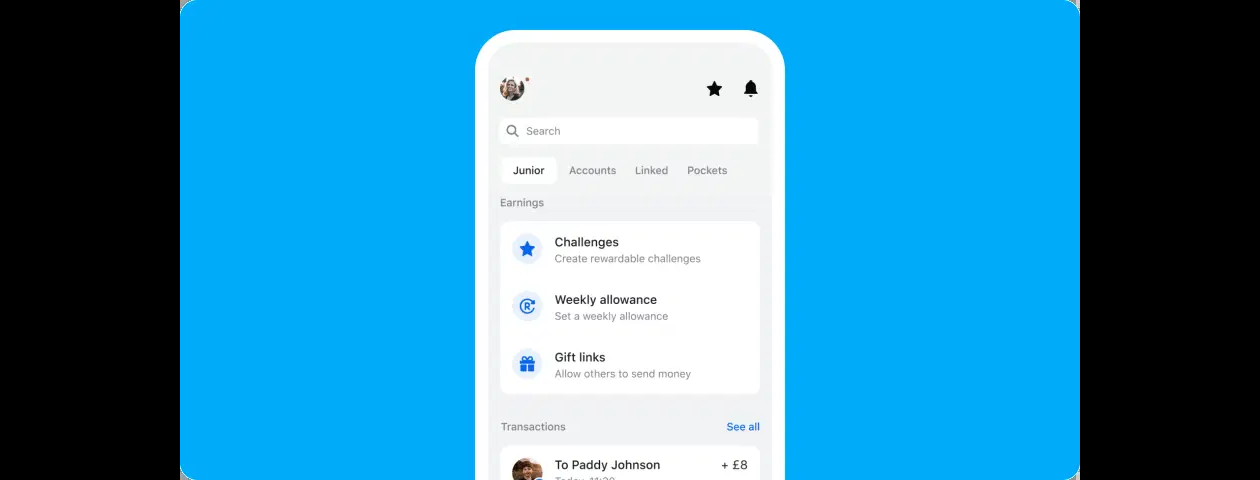 Search
Junior Accounts Linked Pockets
Earnings
Challenges
Create rewardable challenges
Weekly allowance
Set a weekly allowance
Gift links
Allow others to send money
Transactions See all
To Paddy Johnson + £8